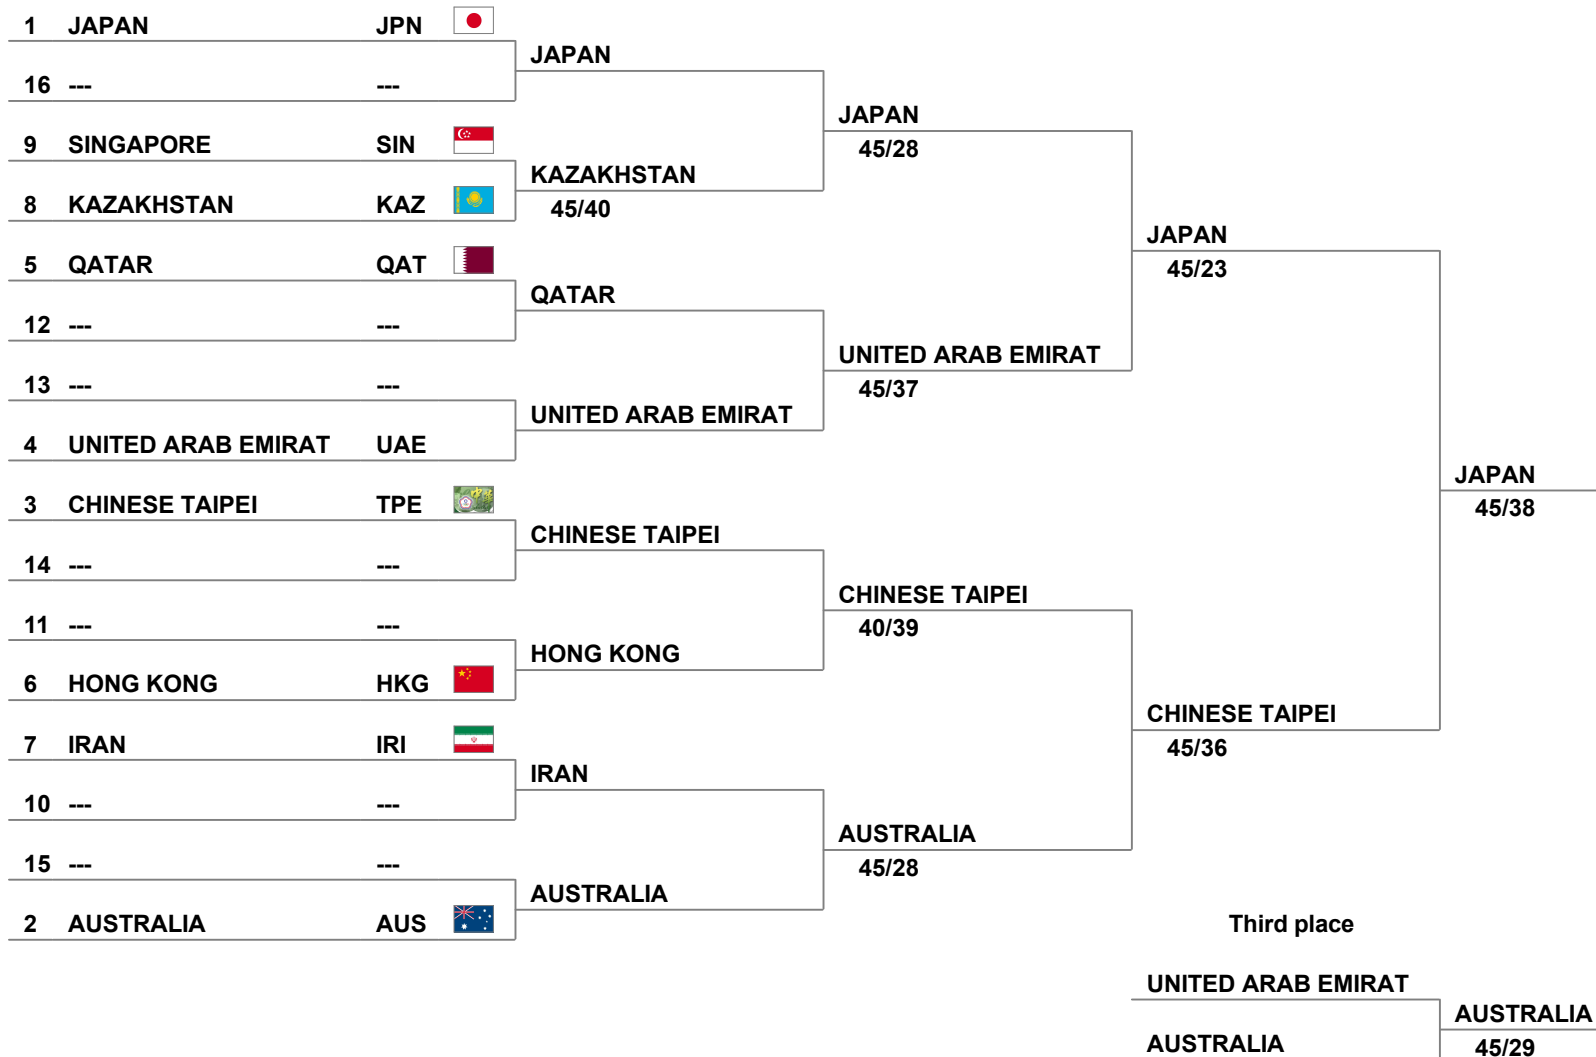 1 JAPAN JPN
16 --- ---
9 SINGAPORE SIN
8 KAZAKHSTAN KAZ
5 QATAR QAT
12 --- ---
13 --- ---
4 UNITED ARAB EMIRAT UAE
3 CHINESE TAIPEI TPE
14 --- ---
11 --- ---
6 HONG KONG HKG
7 IRAN IRI
10 --- ---
15 --- ---
2 AUSTRALIA AUS
JAPAN
KAZAKHSTAN
45/40
QATAR
UNITED ARAB EMIRAT
CHINESE TAIPEI
HONG KONG
IRAN
AUSTRALIA
JAPAN
45/28
UNITED ARAB EMIRAT
45/37
CHINESE TAIPEI
40/39
AUSTRALIA
45/28
JAPAN
45/23
CHINESE TAIPEI
45/36
JAPAN
45/38
Third place
UNITED ARAB EMIRAT
AUSTRALIA
AUSTRALIA
45/29